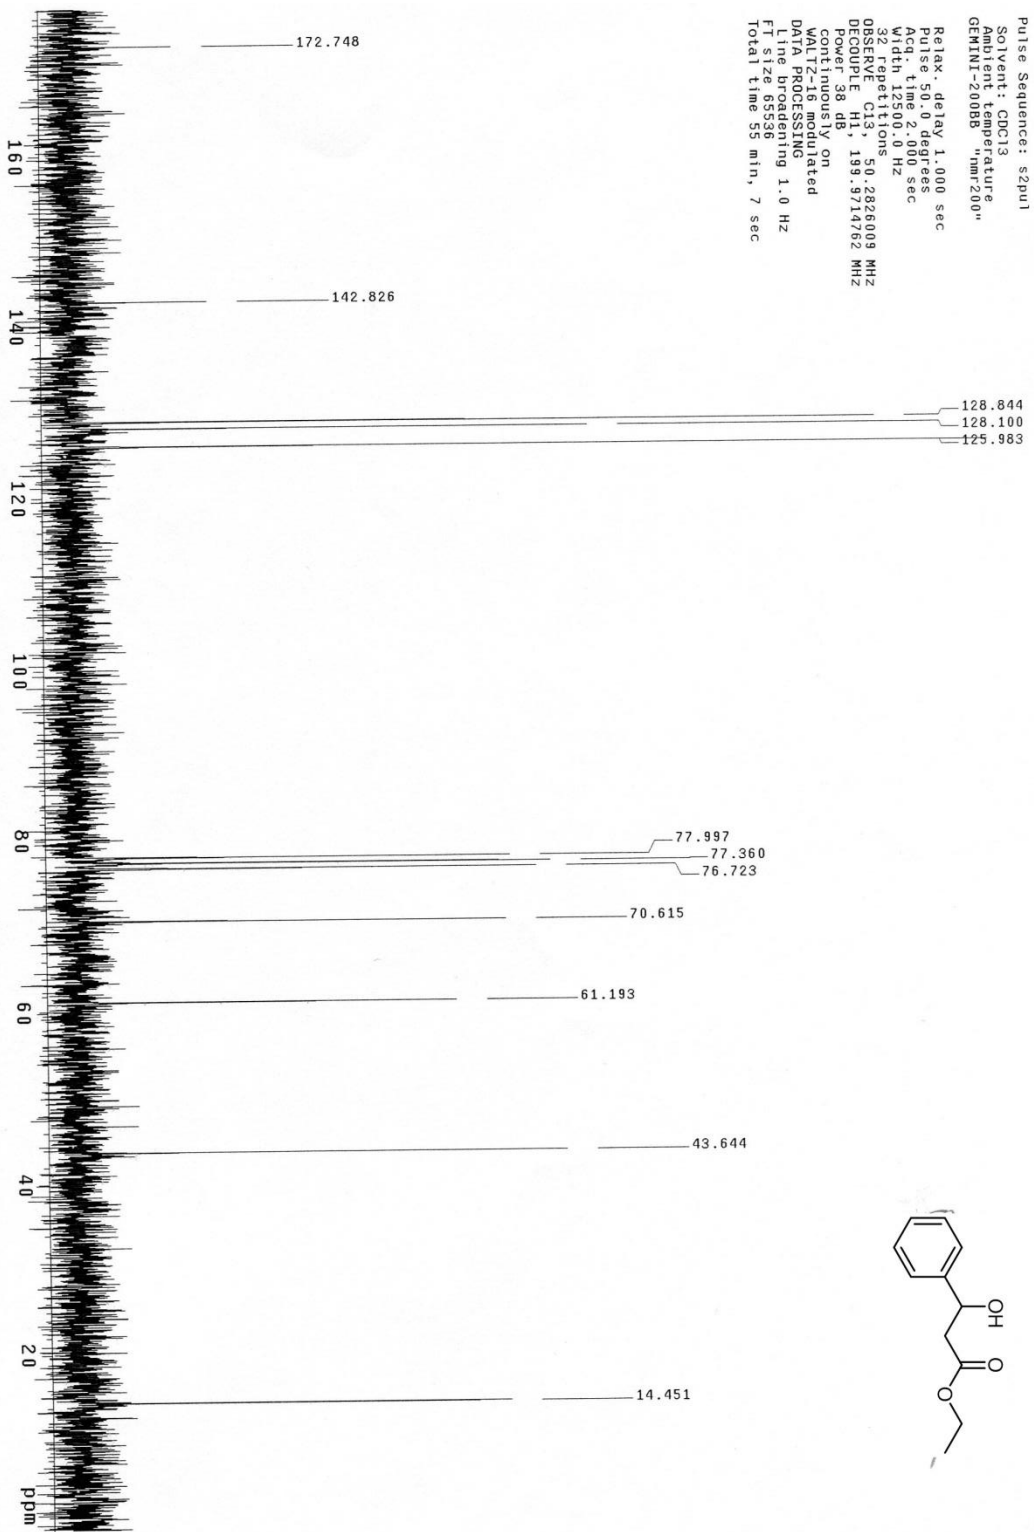 Pulse Sequence: s2pul
Solvent: CDCl3
Ambient temperature
GEMINI-200BB "nmr200"
Relax. delay 1.000 sec
Pulse 50.0 degrees
Acq. time 2.000 sec
Width 12500.0 Hz
32 repetitions
OBSERVE C13, 50.2826009 MHz
DECOUPLE H1, 199.9714762 MHz
Power 38 dB
continuously on
WALTZ-16 modulated
DATA PROCESSING
Line broadening 1.0 Hz
FT size 65536
Total time 55 min, 7 sec
172.748
142.826
128.844
128.100
125.983
77.997
77.360
76.723
70.615
61.193
43.644
14.451
OH
O
O
160
140
120
100
80
60
40
20
ppm